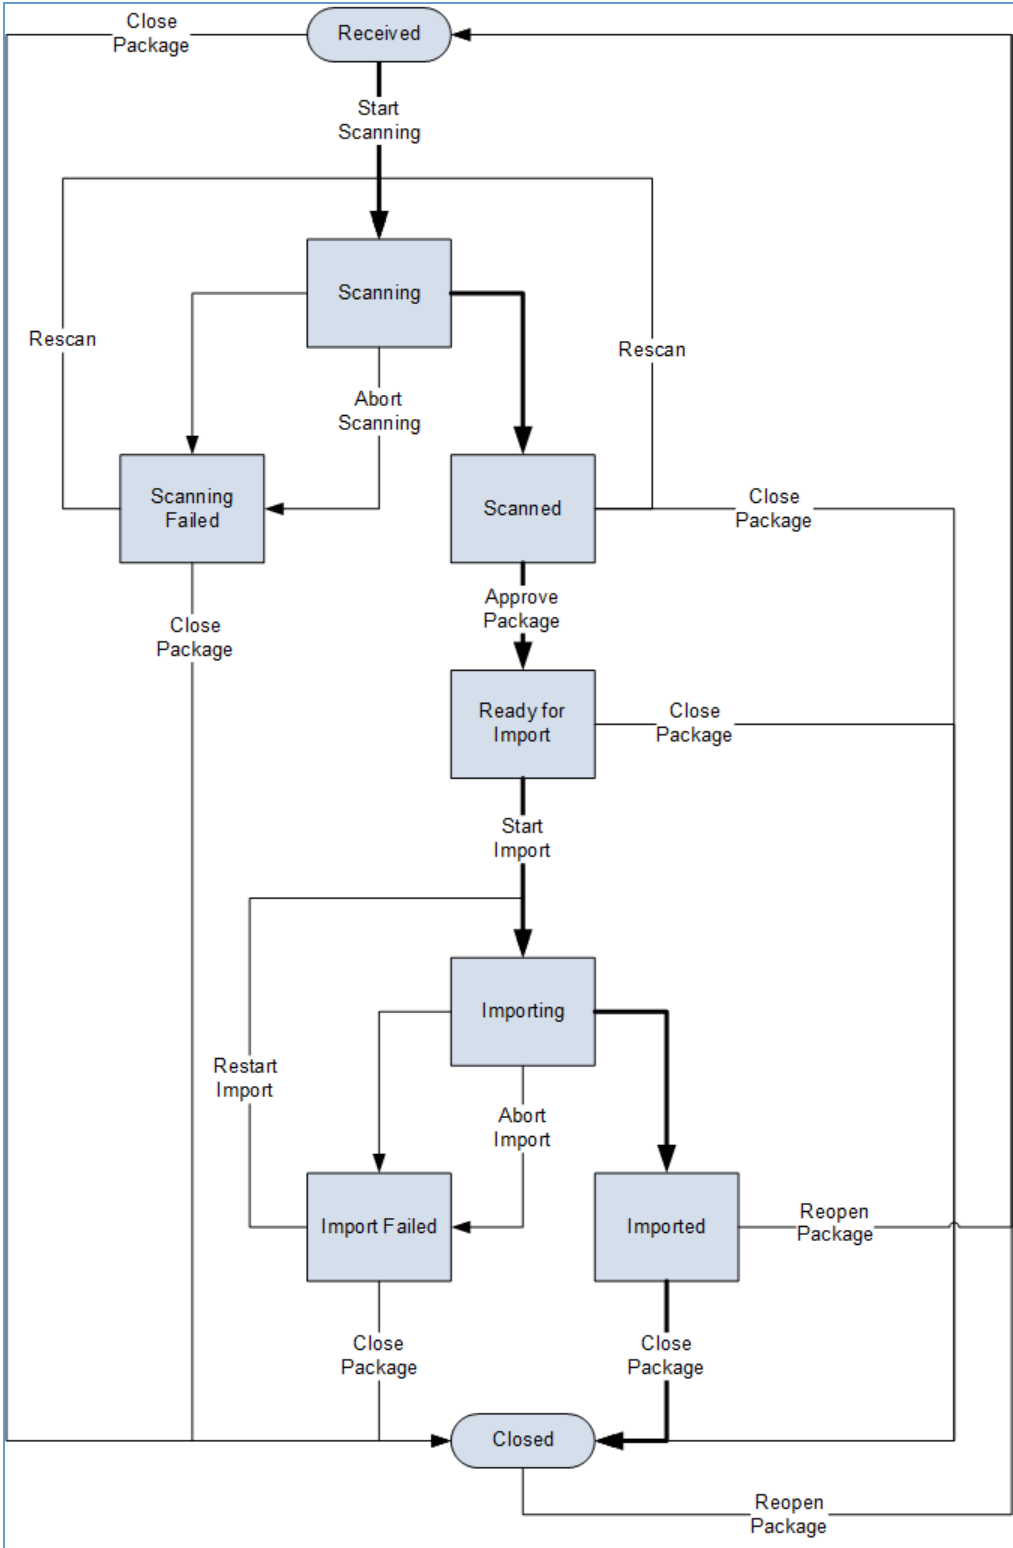 Close
Package
Received
Start
Scanning
Scanning
Rescan
Rescan
Abort
Scanning
Scanning
Failed
Scanned
Close
Package
Approve
Package
Close
Package
Ready for
Import
Close
Package
Start
Import
Importing
Restart
Import
Abort
Import
Import Failed
Imported
Reopen
Package
Close
Package
Close
Package
Closed
Reopen
Package